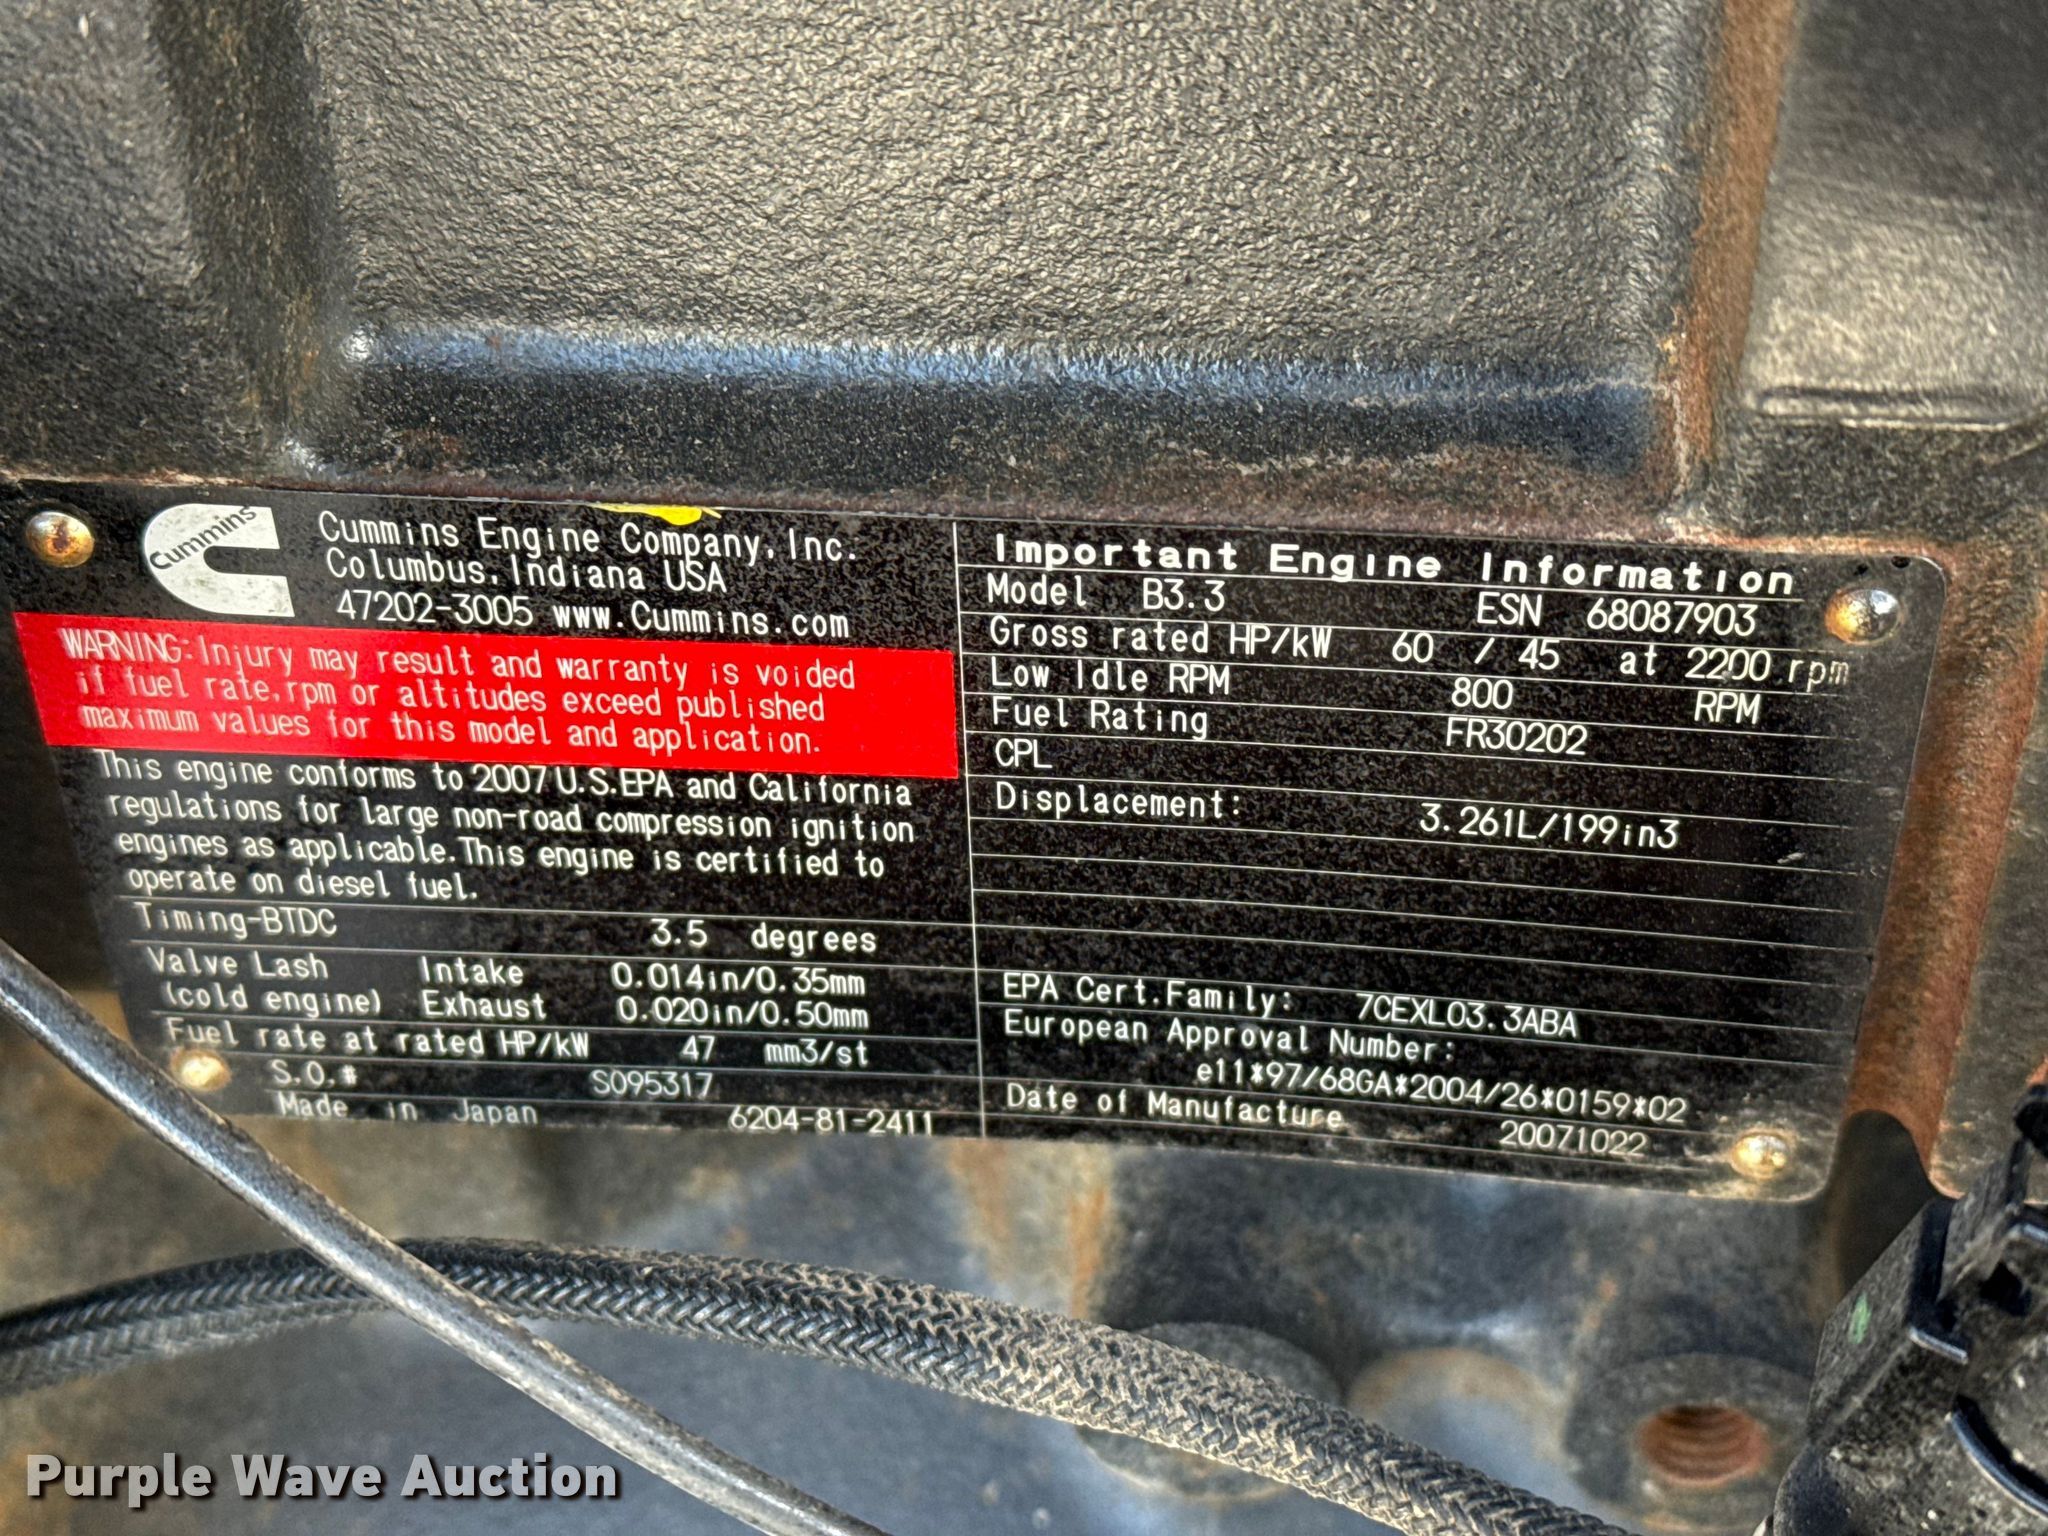 Cummins
Cummins Engine Company, Inc.
Columbus, Indiana USA
47202-3005 www.Cummins.com
WARNING: Injury may result and warranty is voided
if fuel rate, rpm or altitudes exceed published
maximum values for this model and application.
This engine conforms to 2007 U.S.EPA and California
regulations for large non-road compression ignition
engines as applicable. This engine is certified to
operate on diesel fuel.
Timing-BTDC 3.5 degrees
Valve Lash Intake 0.014in/0.35mm
(cold engine) Exhaust 0.020in/0.50mm
Fuel rate at rated HP/kW 47 mm3/st
S.O.# SO95317
Made in Japan 6204-81-2411
Important Engine Information
Model B3.3 ESN 68087903
Gross rated HP/kW 60 / 45 at 2200 rpm
Low Idle RPM 800 RPM
Fuel Rating FR30202
CPL
Displacement: 3.261L/199in3
EPA Cert.Family: 7CEXL03.3ABA
European Approval Number:
e11*97/68GA*2004/26*0159*02
Date of Manufacture 20071022
Purple Wave Auction